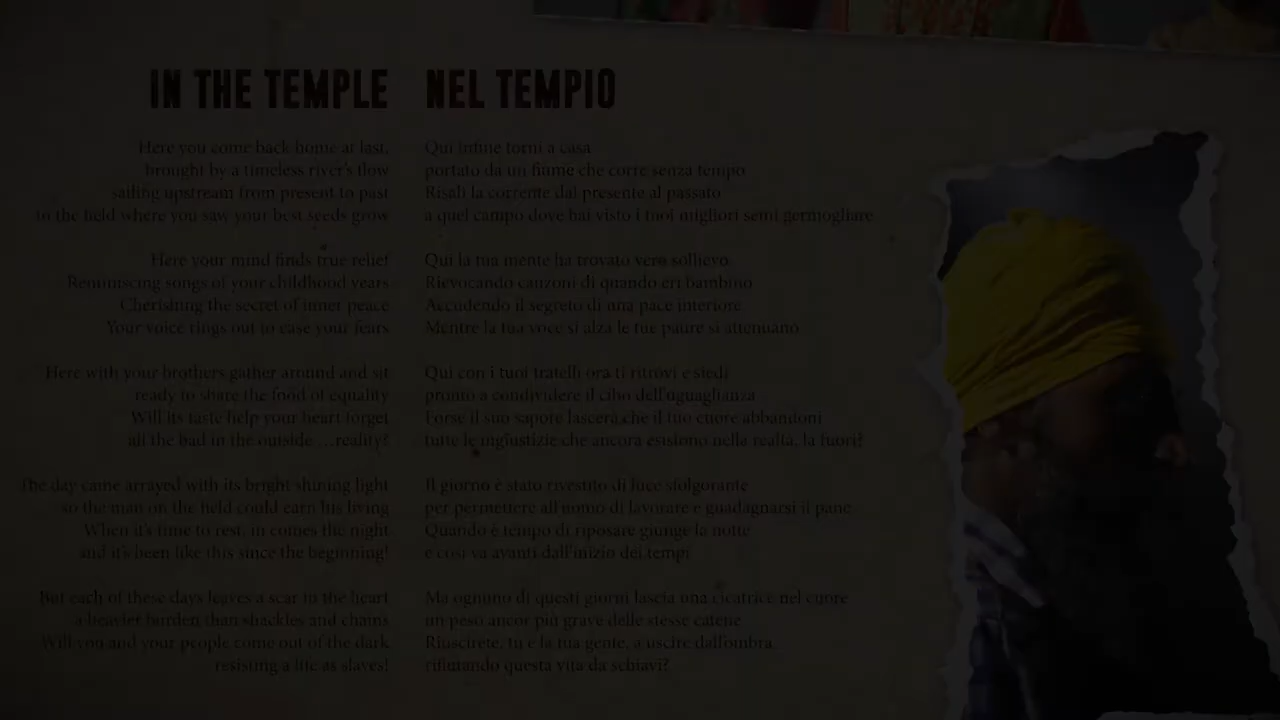 IN THE TEMPLE
Here you come back home at last,
brought by a timeless river's flow
sailing upstream from present to past
to the field where you saw your best seeds grow
Here your mind finds true relief
Reminiscing songs of your childhood years
Cherishing the secret of inner peace
Your voice rings out to ease your fears
Here with your brothers gather around and sit
ready to share the food of equality
Will its taste help your heart forget
all the bad in the outside …reality?
The day came arrayed with its bright shining light
so the man on the field could earn his living
When it's time to rest, in comes the night
and it's been like this since the beginning!
But each of these days leaves a scar in the heart
a heavier burden than shackles and chains
Will you and your people come out of the dark
resisting a life as slaves!
NEL TEMPIO
Qui infine torni a casa
portato da un fiume che corre senza tempo
Risali la corrente dal presente al passato
a quel campo dove hai visto i tuoi migliori semi germogliare
Qui la tua mente ha trovato vero sollievo
Rievocando canzoni di quando eri bambino
Accudendo il segreto di una pace interiore
Mentre la tua voce si alza le tue paure si attenuano
Qui con i tuoi fratelli ora ti ritrovi e siedi
pronto a condividere il cibo dell'uguaglianza
Forse il suo sapore lascerà che il tuo cuore abbandoni
tutte le ingiustizie che ancora esistono nella realtà, la fuori?
Il giorno è stato rivestito di luce sfolgorante
per permettere all'uomo di lavorare e guadagnarsi il pane
Quando è tempo di riposare giunge la notte
e così va avanti dall'inizio dei tempi
Ma ognuno di questi giorni lascia una cicatrice nel cuore
un peso ancor più grave delle stesse catene
Riuscirete, tu e la tua gente, a uscire dall'ombra
rifiutando questa vita da schiavi?